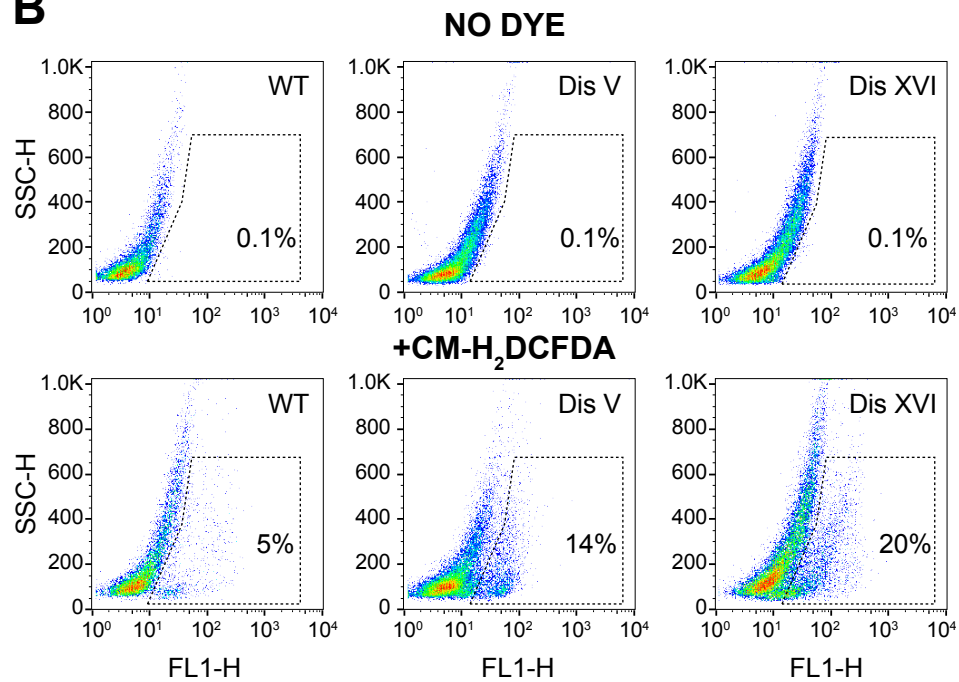 B
NO DYE
SSC-H
1.0K
800
600
400
200
0
WT
0.1%
10⁰ 10¹ 10² 10³ 10⁴
1.0K
800
600
400
200
0
Dis V
0.1%
10⁰ 10¹ 10² 10³ 10⁴
1.0K
800
600
400
200
0
Dis XVI
0.1%
10⁰ 10¹ 10² 10³ 10⁴
+CM-H₂DCFDA
SSC-H
1.0K
800
600
400
200
0
WT
5%
10⁰ 10¹ 10² 10³ 10⁴
FL1-H
1.0K
800
600
400
200
0
Dis V
14%
10⁰ 10¹ 10² 10³ 10⁴
FL1-H
1.0K
800
600
400
200
0
Dis XVI
20%
10⁰ 10¹ 10² 10³ 10⁴
FL1-H